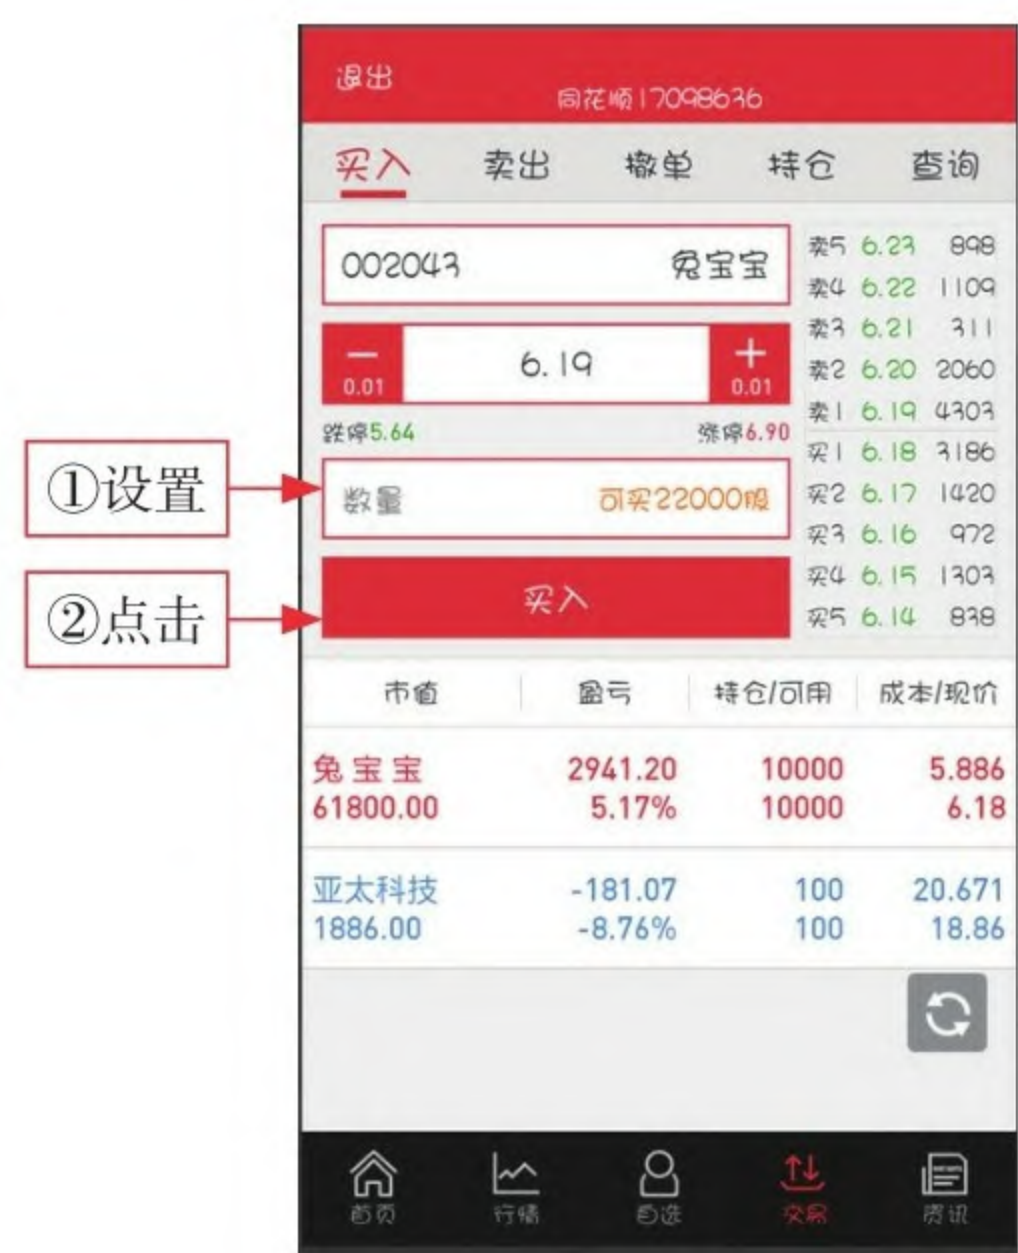 退出
同花顺17098636
买入 卖出 撤单 持仓 查询
002043 兔宝宝
卖5 6.23 898
卖4 6.22 1109
— 6.19 +
0.01 0.01
卖3 6.21 311
卖2 6.20 2060
卖1 6.19 4303
跌停5.64 涨停6.90
买1 6.18 3186
①设置
数量 可买22000股
买2 6.17 1420
买3 6.16 972
②点击
买入
买4 6.15 1303
买5 6.14 838
市值 盈亏 持仓/可用 成本/现价
兔宝宝 2941.20 10000 5.886
61800.00 5.17% 10000 6.18
亚太科技 -181.07 100 20.671
1886.00 -8.76% 100 18.86
首页 行情 自选 交易 资讯